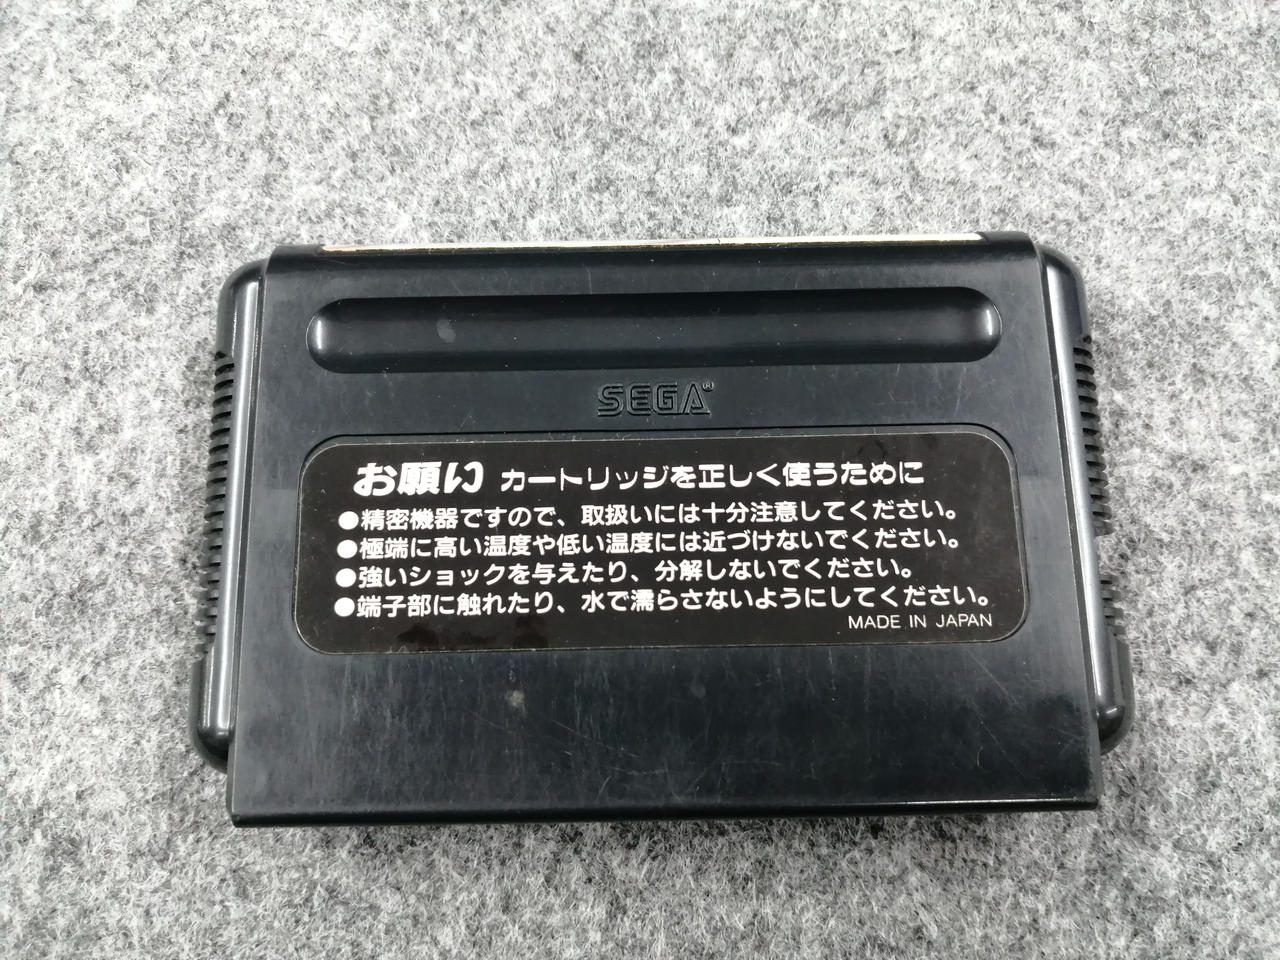 SEGA®
お願い カートリッジを正しく使うために
●精密機器ですので、取扱いには十分注意してください。
●極端に高い温度や低い温度には近づけないでください。
●強いショックを与えたり、分解しないでください。
●端子部に触れたり、水で濡らさないようにしてください。
MADE IN JAPAN